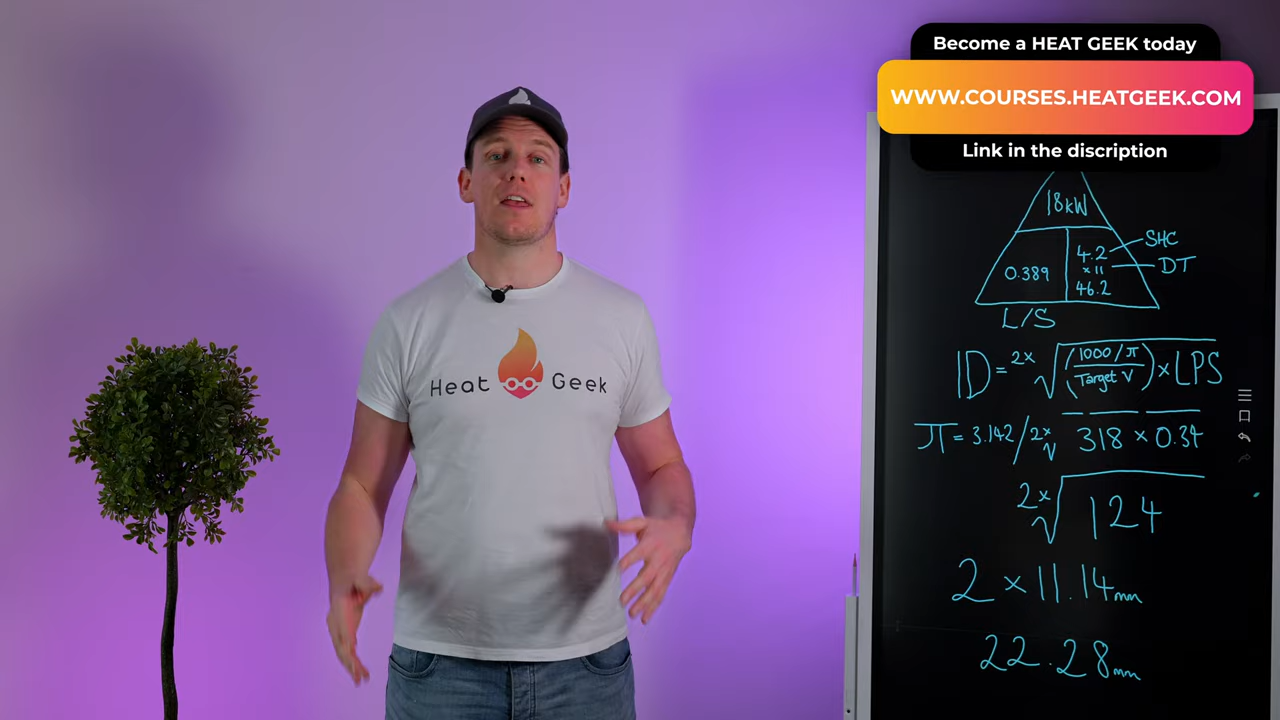 Become a HEAT GEEK today
WWW.COURSES.HEATGEEK.COM
Link in the discription
Heat Geek
18kW
0.389
4.2
×11
46.2
SHC
DT
L/S
ID = 2× √ (1000/π) / (Target V) × LPS
π = 3.142 / 2× √ 318 × 0.39
2× √ 124
2 × 11.14mm
22.28mm